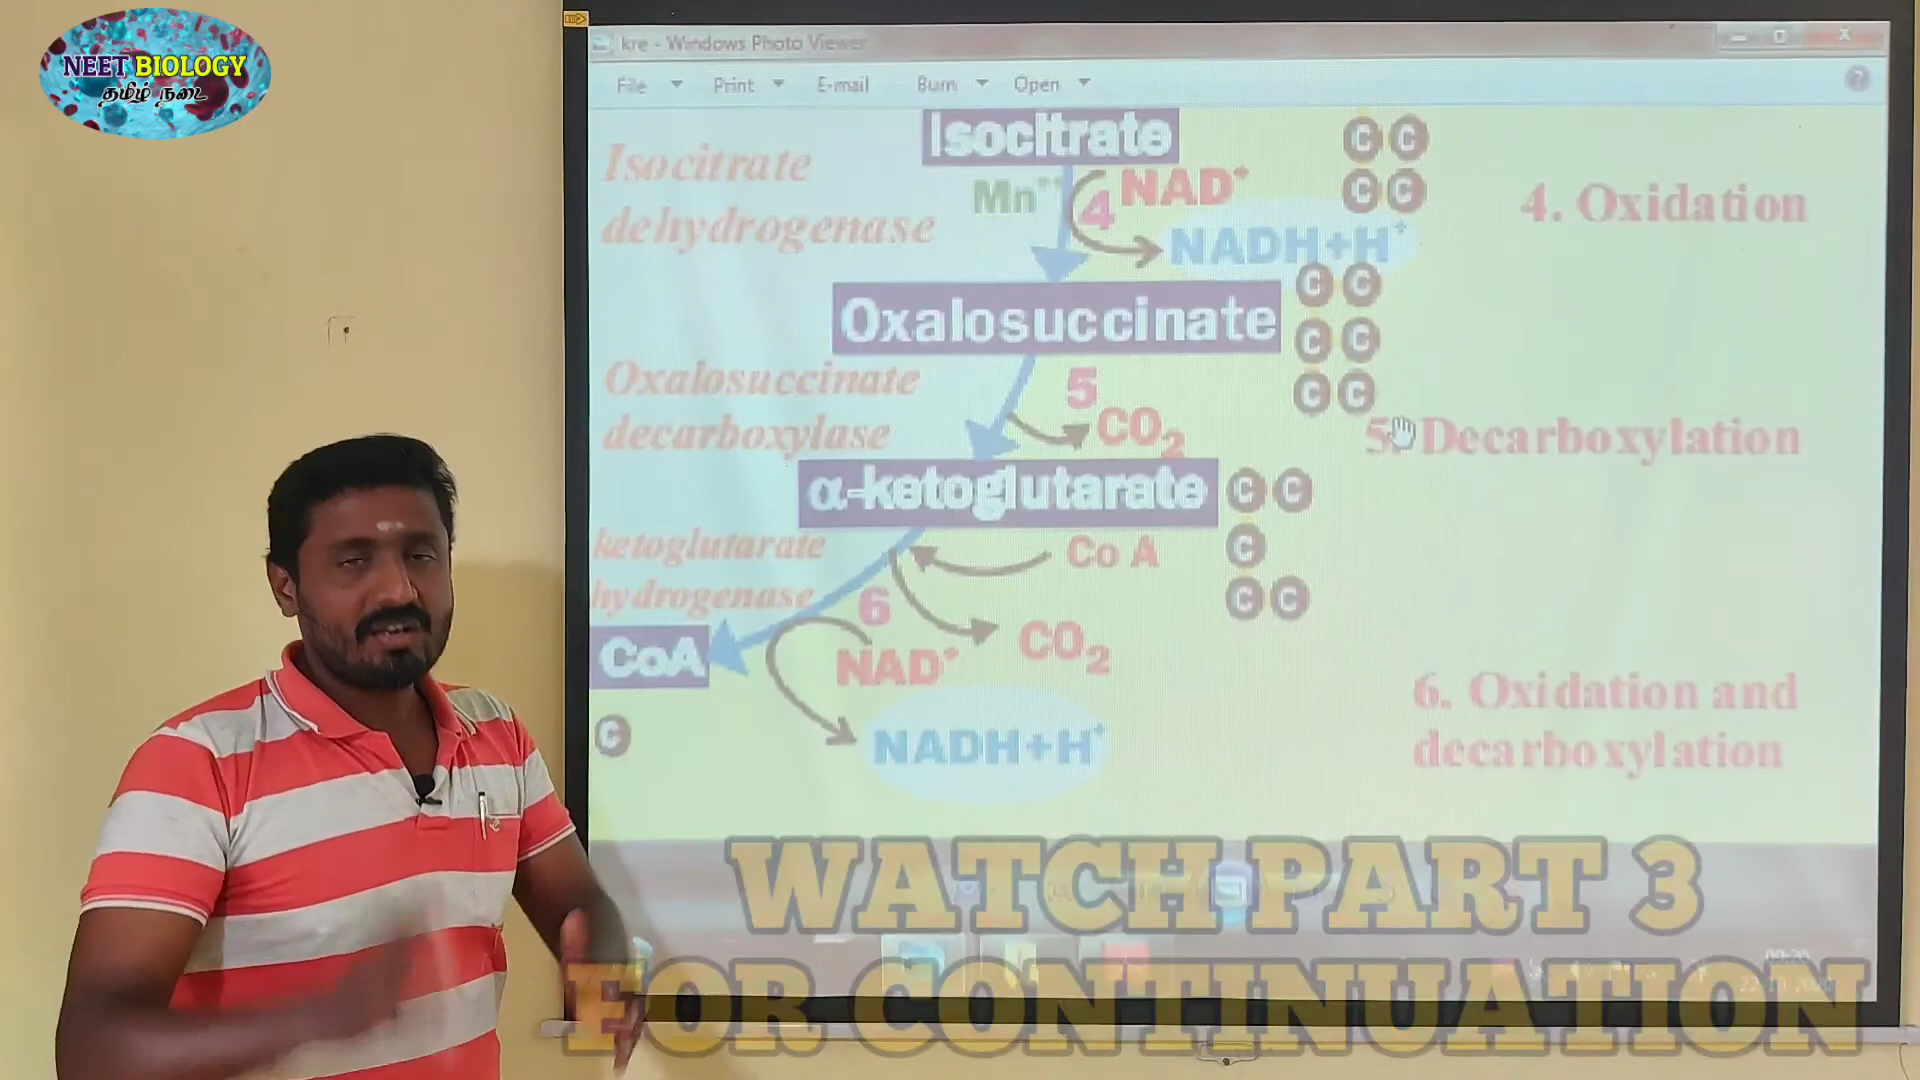 NEET BIOLOGY
தமிழ் நடை
kre - Windows Photo Viewer
File Print E-mail Burn Open
Isocitrate
Isocitrate
dehydrogenase
Mn++
4
NAD+
NADH+H+
C C
C C
4. Oxidation
Oxalosuccinate
C C
C C
C C
Oxalosuccinate
decarboxylase
5
CO2
5. Decarboxylation
α-ketoglutarate
C C
C
C C
ketoglutarate
hydrogenase
Co A
6
CO2
CoA
NAD+
NADH+H+
C
6. Oxidation and
decarboxylation
WATCH PART 3
FOR CONTINUATION